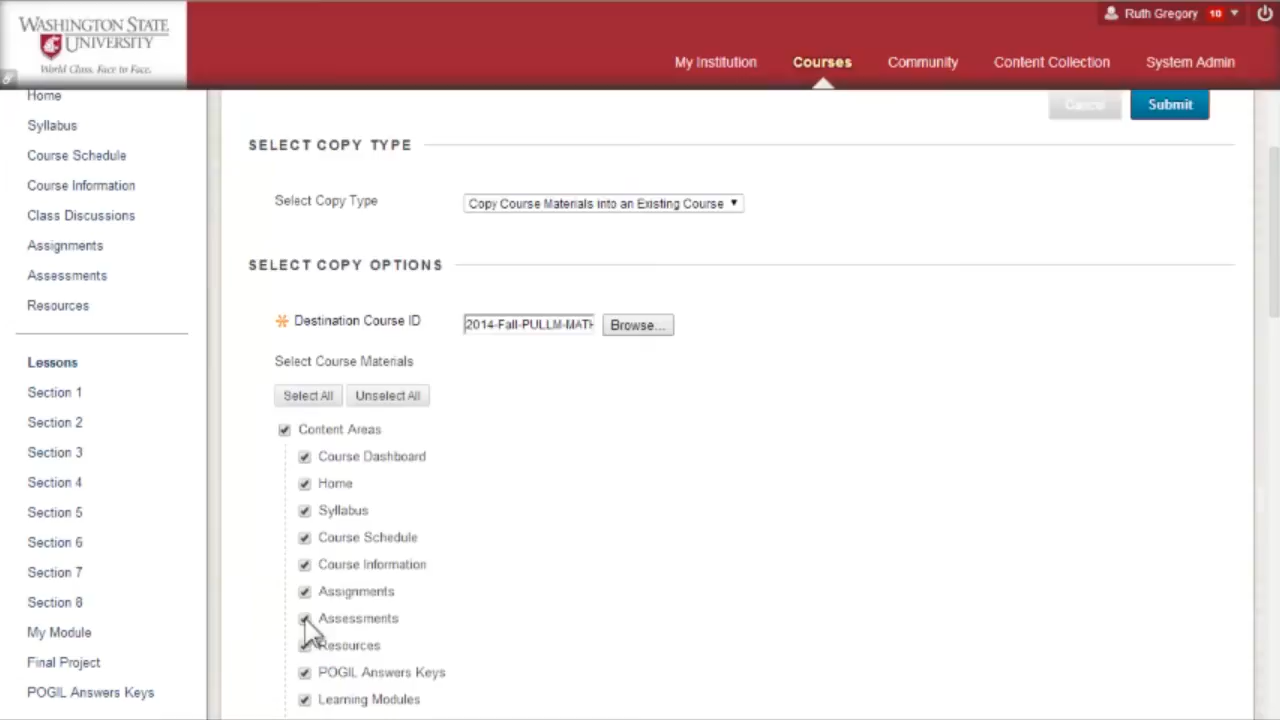 WASHINGTON STATE
UNIVERSITY
World Class. Face to Face.
Ruth Gregory 10
My Institution
Courses
Community
Content Collection
System Admin
Home
Syllabus
Course Schedule
Course Information
Class Discussions
Assignments
Assessments
Resources
Lessons
Section 1
Section 2
Section 3
Section 4
Section 5
Section 6
Section 7
Section 8
My Module
Final Project
POGIL Answers Keys
Cancel
Submit
SELECT COPY TYPE
Select Copy Type
Copy Course Materials into an Existing Course
SELECT COPY OPTIONS
Destination Course ID
2014-Fall-PULLM-MATH
Browse...
Select Course Materials
Select All
Unselect All
Content Areas
Course Dashboard
Home
Syllabus
Course Schedule
Course Information
Assignments
Assessments
Resources
POGIL Answers Keys
Learning Modules